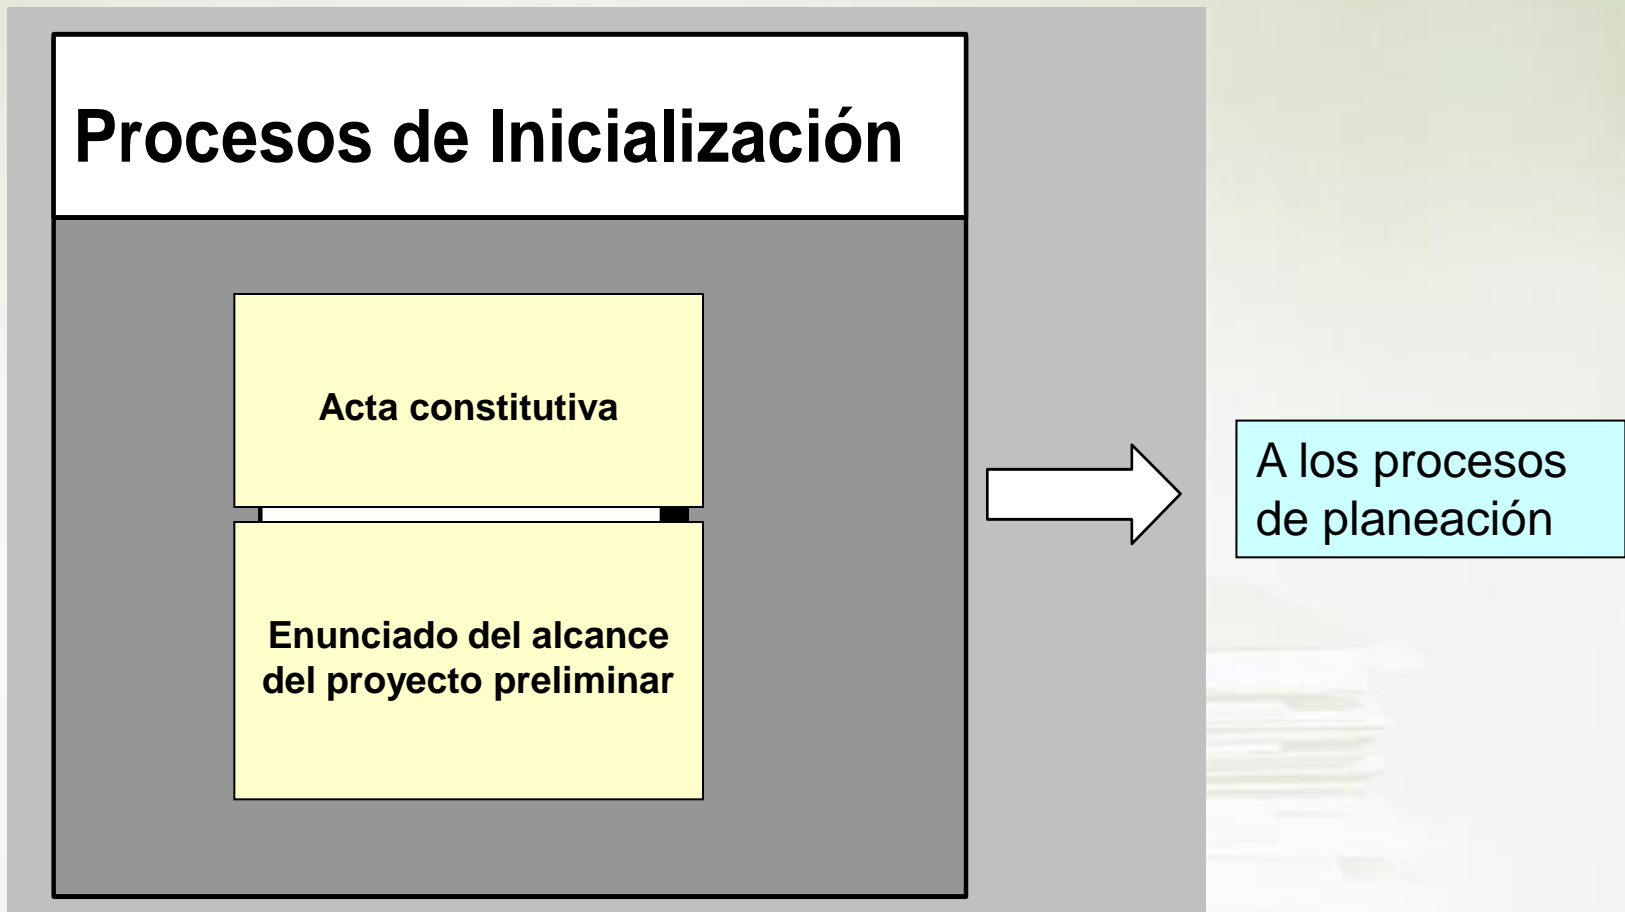 Procesos de Inicialización
Acta constitutiva
Enunciado del alcance
del proyecto preliminar
A los procesos
de planeación